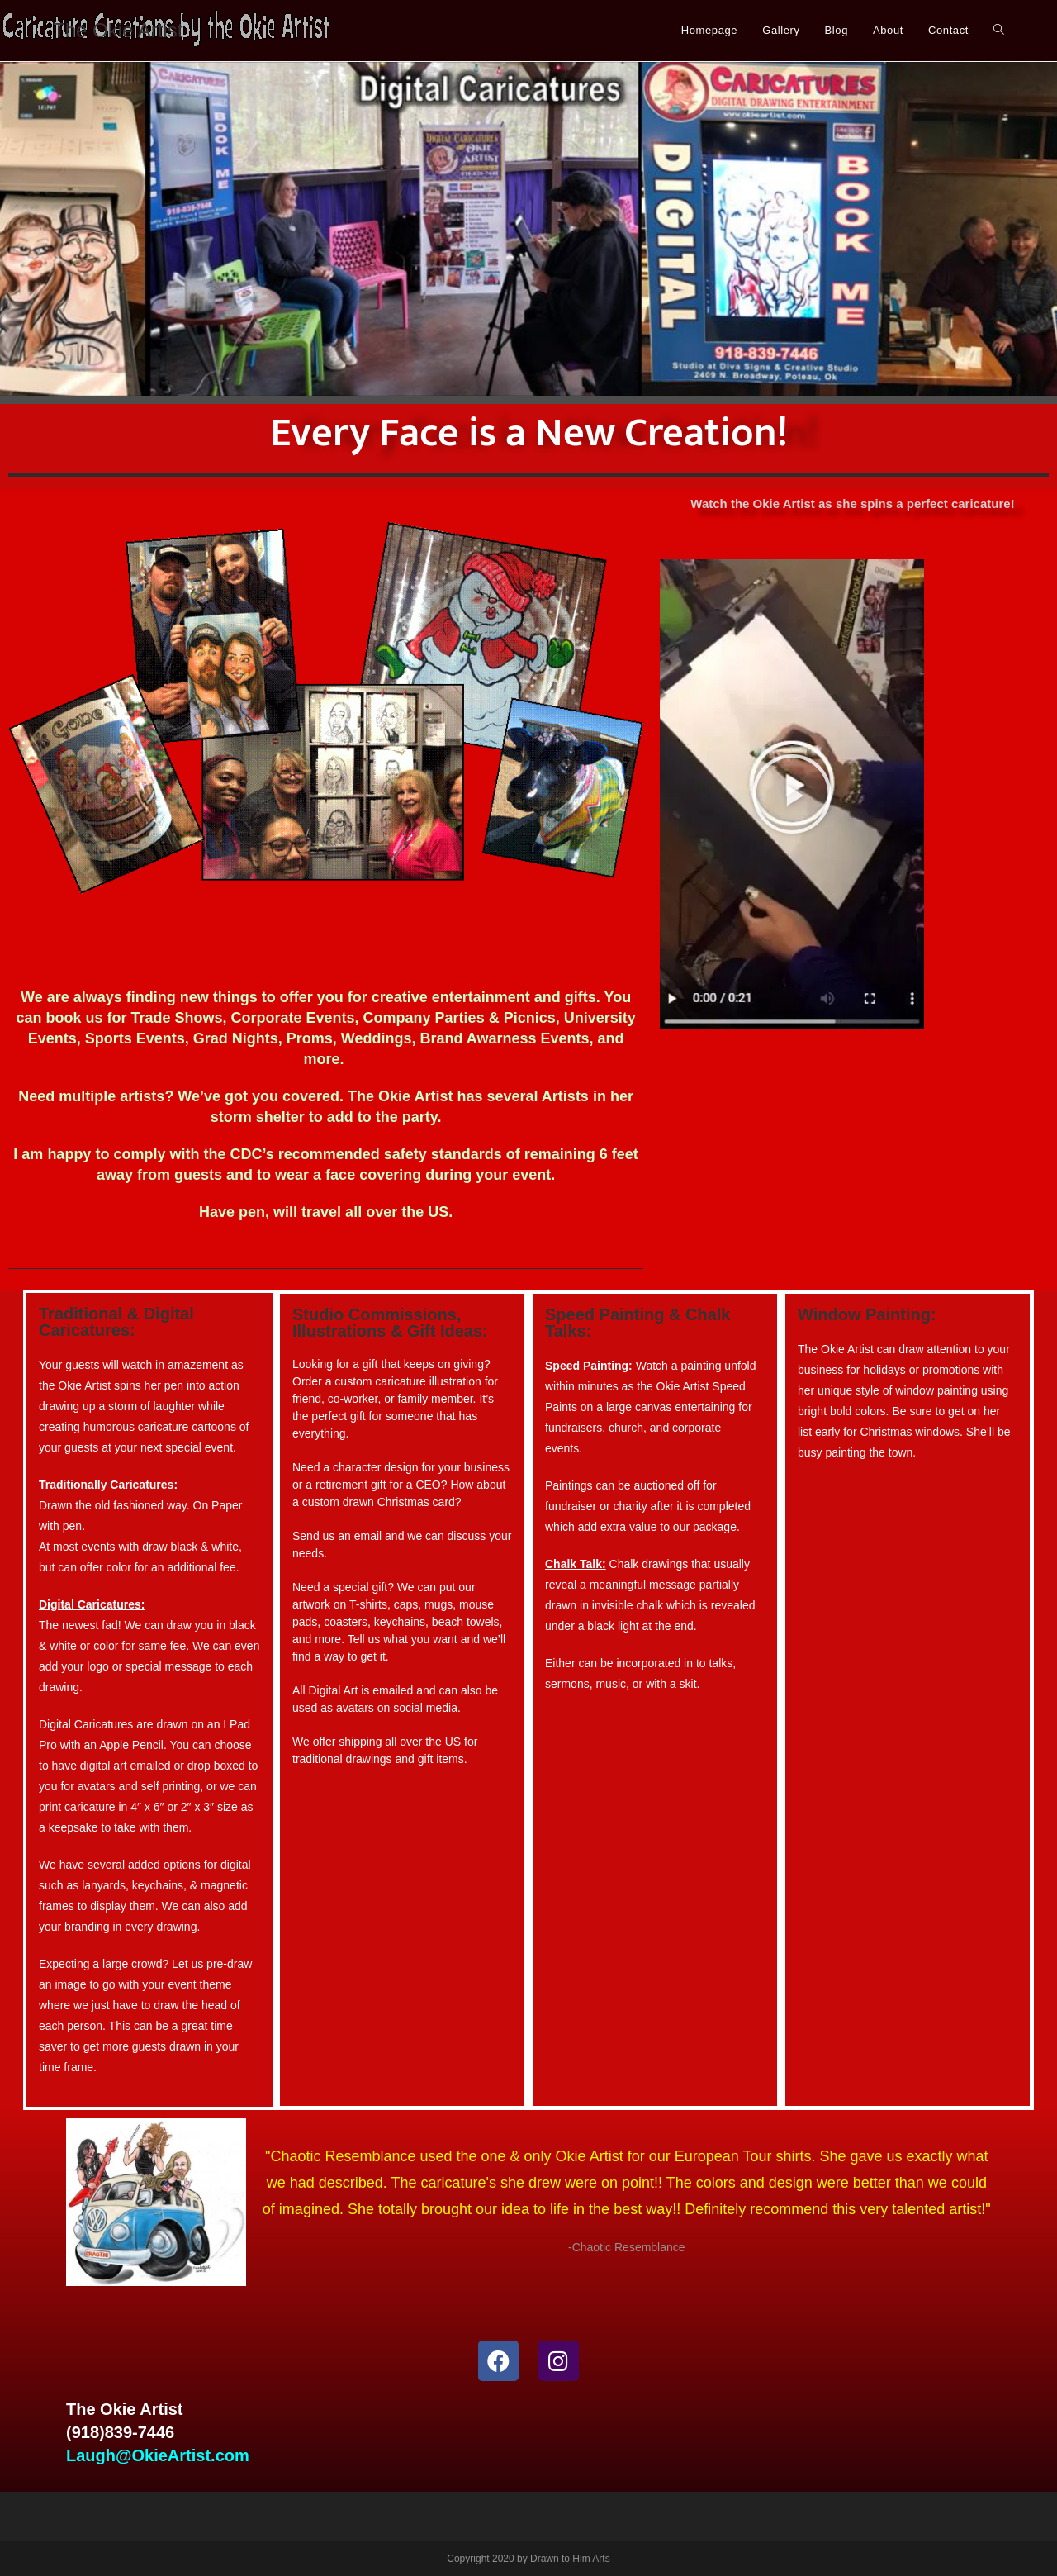 Caricature Creations by the Okie Artist
Homepage
Gallery
Blog
About
Contact
Digital Caricatures
BOOK ME
918-839-7446
DIGITAL CARICATURES
OKIE ARTIST
CARICATURES
DIGITAL DRAWING ENTERTAINMENT
www.okieartist.com
DIGITAL
BOOK ME
918-839-7446
Studio at Diva Signs & Creative Studio
2409 N. Broadway, Poteau, Ok
Every Face is a New Creation!
Watch the Okie Artist as she spins a perfect caricature!
0:00 / 0:21
We are always finding new things to offer you for creative entertainment and gifts. You
can book us for Trade Shows, Corporate Events, Company Parties & Picnics, University
Events, Sports Events, Grad Nights, Proms, Weddings, Brand Awarness Events, and
more.
Need multiple artists? We’ve got you covered. The Okie Artist has several Artists in her
storm shelter to add to the party.
I am happy to comply with the CDC’s recommended safety standards of remaining 6 feet
away from guests and to wear a face covering during your event.
Have pen, will travel all over the US.
Traditional & Digital
Caricatures:
Your guests will watch in amazement as
the Okie Artist spins her pen into action
drawing up a storm of laughter while
creating humorous caricature cartoons of
your guests at your next special event.
Traditionally Caricatures:
Drawn the old fashioned way. On Paper
with pen.
At most events with draw black & white,
but can offer color for an additional fee.
Digital Caricatures:
The newest fad! We can draw you in black
& white or color for same fee. We can even
add your logo or special message to each
drawing.
Digital Caricatures are drawn on an I Pad
Pro with an Apple Pencil. You can choose
to have digital art emailed or drop boxed to
you for avatars and self printing, or we can
print caricature in 4″ x 6″ or 2″ x 3″ size as
a keepsake to take with them.
We have several added options for digital
such as lanyards, keychains, & magnetic
frames to display them. We can also add
your branding in every drawing.
Expecting a large crowd? Let us pre-draw
an image to go with your event theme
where we just have to draw the head of
each person. This can be a great time
saver to get more guests drawn in your
time frame.
Studio Commissions,
Illustrations & Gift Ideas:
Looking for a gift that keeps on giving?
Order a custom caricature illustration for
friend, co-worker, or family member. It’s
the perfect gift for someone that has
everything.
Need a character design for your business
or a retirement gift for a CEO? How about
a custom drawn Christmas card?
Send us an email and we can discuss your
needs.
Need a special gift? We can put our
artwork on T-shirts, caps, mugs, mouse
pads, coasters, keychains, beach towels,
and more. Tell us what you want and we’ll
find a way to get it.
All Digital Art is emailed and can also be
used as avatars on social media.
We offer shipping all over the US for
traditional drawings and gift items.
Speed Painting & Chalk
Talks:
Speed Painting: Watch a painting unfold
within minutes as the Okie Artist Speed
Paints on a large canvas entertaining for
fundraisers, church, and corporate
events.
Paintings can be auctioned off for
fundraiser or charity after it is completed
which add extra value to our package.
Chalk Talk: Chalk drawings that usually
reveal a meaningful message partially
drawn in invisible chalk which is revealed
under a black light at the end.
Either can be incorporated in to talks,
sermons, music, or with a skit.
Window Painting:
The Okie Artist can draw attention to your
business for holidays or promotions with
her unique style of window painting using
bright bold colors. Be sure to get on her
list early for Christmas windows. She’ll be
busy painting the town.
"Chaotic Resemblance used the one & only Okie Artist for our European Tour shirts. She gave us exactly what
we had described. The caricature's she drew were on point!! The colors and design were better than we could
of imagined. She totally brought our idea to life in the best way!! Definitely recommend this very talented artist!"
-Chaotic Resemblance
The Okie Artist
(918)839-7446
Laugh@OkieArtist.com
Copyright 2020 by Drawn to Him Arts